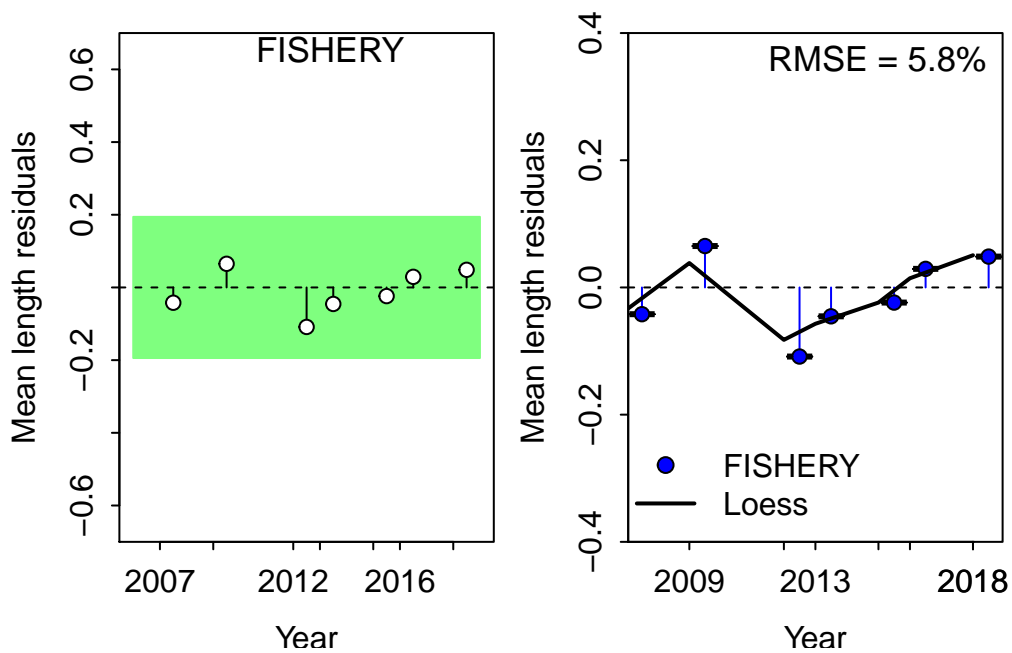 FISHERY
Mean length residuals
0.6
0.4
0.2
−0.2
−0.6
2007 2012 2016
Year
RMSE = 5.8%
Mean length residuals
0.4
0.2
0.0
−0.2
−0.4
FISHERY
Loess
2009 2013 2018
Year